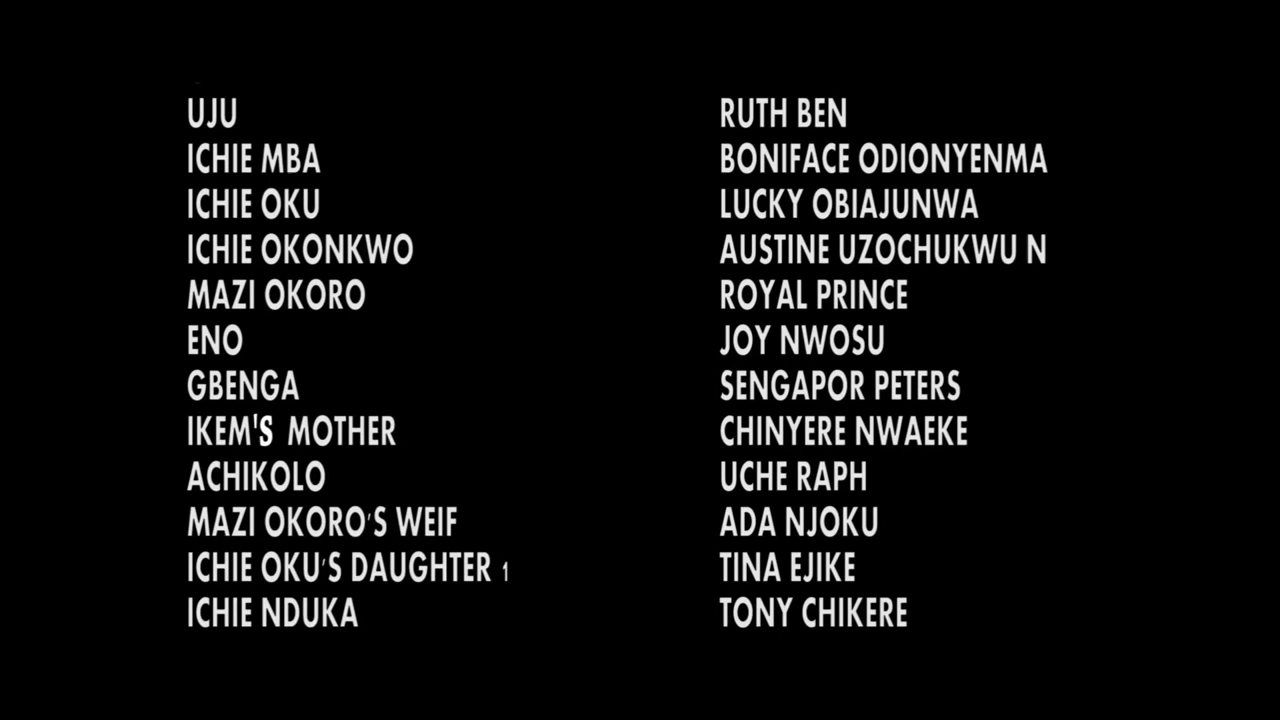 UJU RUTH BEN
ICHIE MBA BONIFACE ODIONYENMA
ICHIE OKU LUCKY OBIAJUNWA
ICHIE OKONKWO AUSTINE UZOCHUKWU N
MAZI OKORO ROYAL PRINCE
ENO JOY NWOSU
GBENGA SENGAPOR PETERS
IKEM'S MOTHER CHINYERE NWAEKE
ACHIKOLO UCHE RAPH
MAZI OKORO'S WEIF ADA NJOKU
ICHIE OKU'S DAUGHTER 1 TINA EJIKE
ICHIE NDUKA TONY CHIKERE